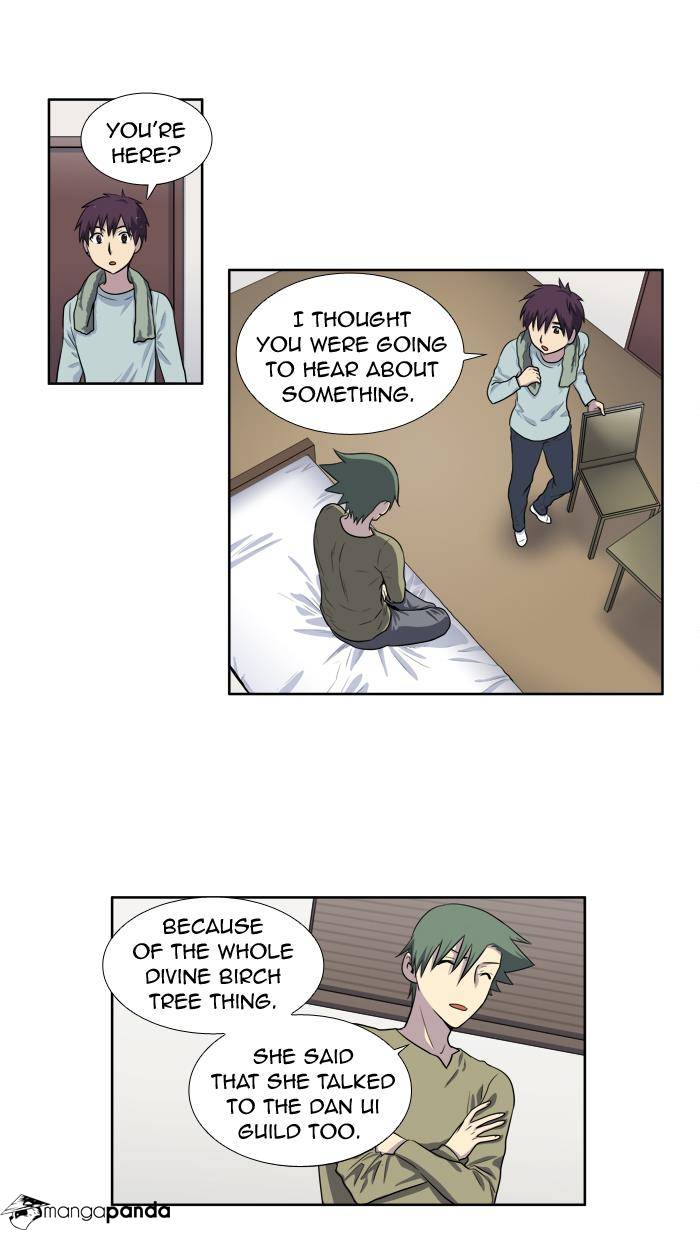 YOU'RE
HERE?
I THOUGHT
YOU WERE GOING
TO HEAR ABOUT
SOMETHING.
BECAUSE
OF THE WHOLE
DIVINE BIRCH
TREE THING.
SHE SAID
THAT SHE TALKED
TO THE DAN UI
GUILD TOO.
mangapanda